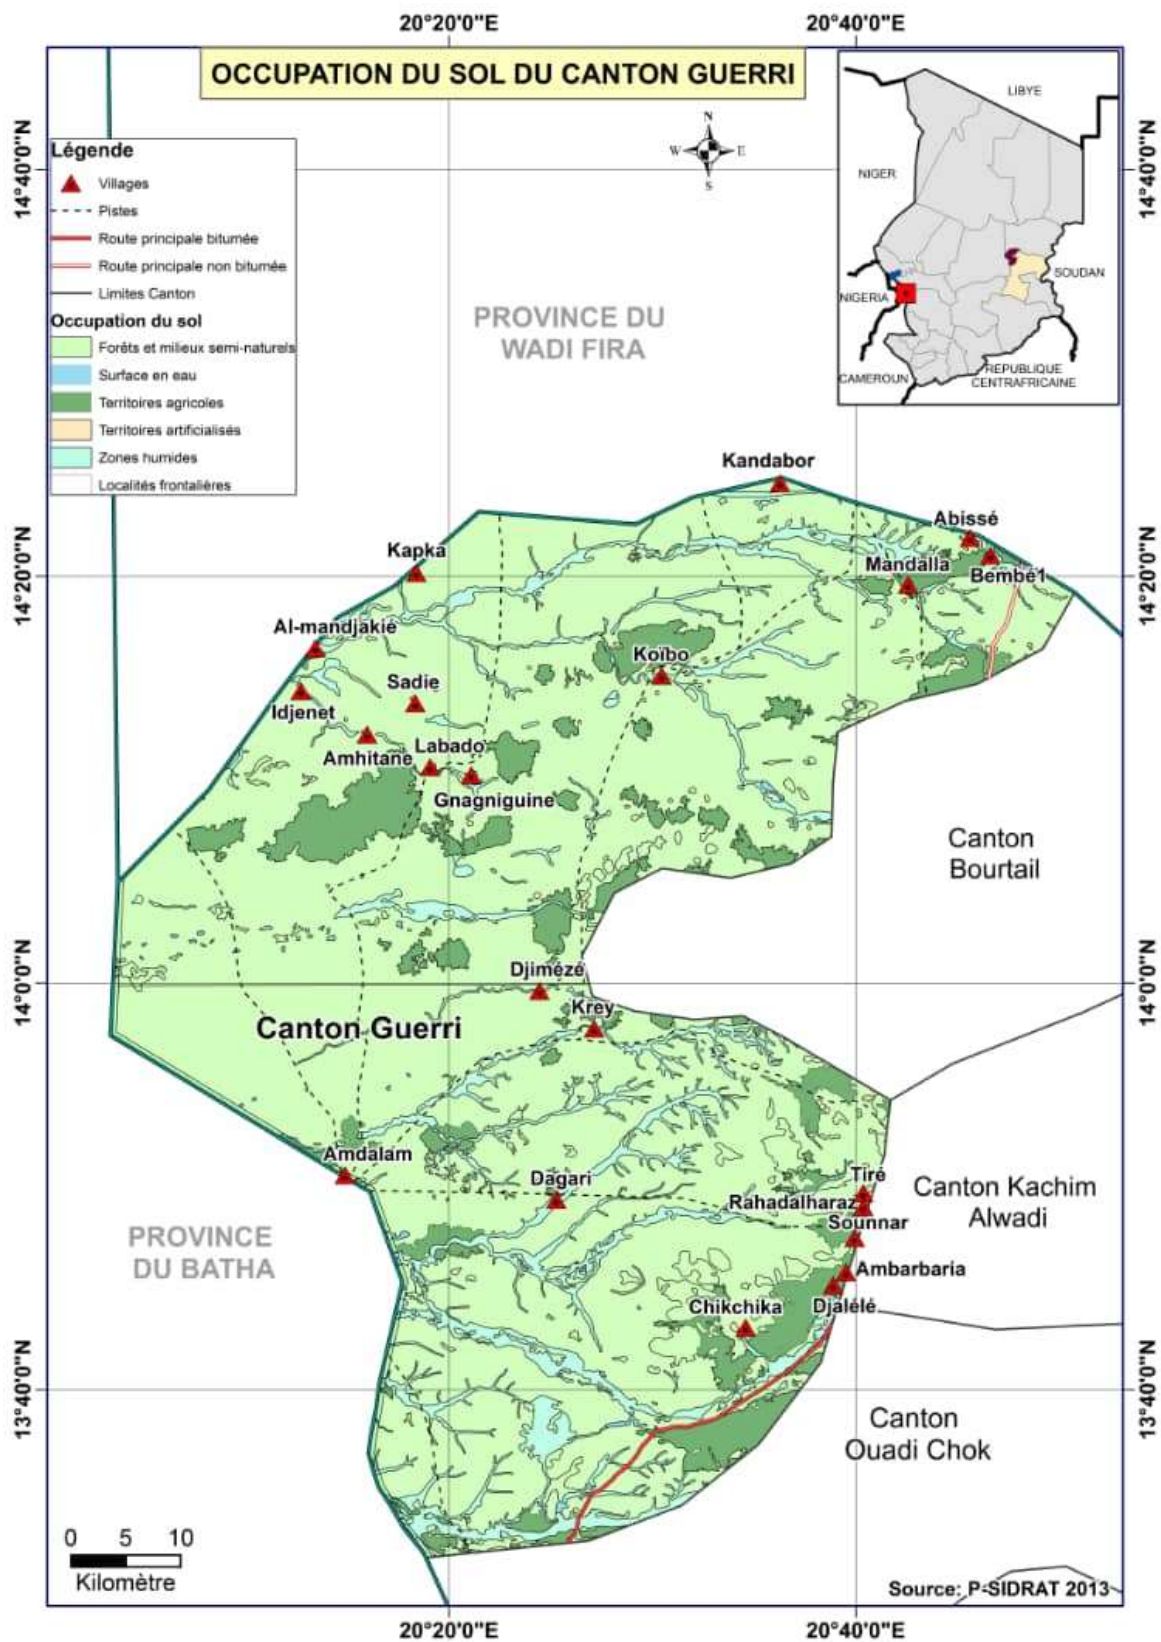 20°20'0"E
20°40'0"E
OCCUPATION DU SOL DU CANTON GUERRI
14°40'0"N
14°40'0"N
N
W
E
S
LIBYE
NIGER
SOUDAN
NIGERIA
CAMEROUN
REPUBLIQUE
CENTRAFRICAINE
Légende
Villages
Pistes
Route principale bitumée
Route principale non bitumée
Limites Canton
Occupation du sol
Forêts et milieux semi-naturels
Surface en eau
Territoires agricoles
Territoires artificialisés
Zones humides
Localités frontalières
PROVINCE DU
WADI FIRA
Kandabor
Abissé
Kapka
Mandalla
Bembé1
14°20'0"N
14°20'0"N
Al-mandjakié
Koïbo
Sadie
Idjenet
Labado
Amhitane
Gnagniguine
Canton
Bourtail
Djimézé
14°0'0"N
14°0'0"N
Krey
Canton Guerri
Amdalam
Dagari
Tiré
Rahadalharaz
Sounnar
Canton Kachim
Alwadi
PROVINCE
DU BATHA
Ambarbaria
Chikchika
Djalélé
13°40'0"N
13°40'0"N
Canton
Ouadi Chok
0 5 10
Kilomètre
Source: P-SIDRAT 2013
20°20'0"E
20°40'0"E